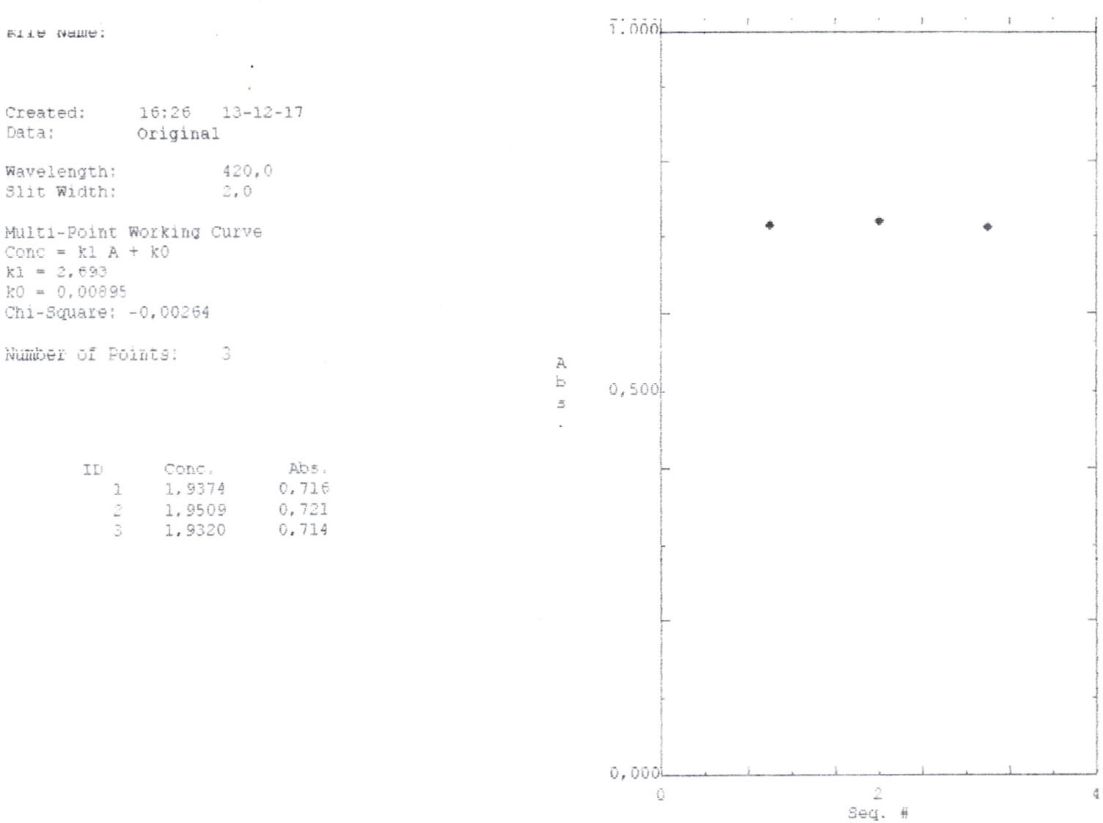 File Name:
Created: 16:26 13-12-17
Data: Original
Wavelength: 420,0
Slit Width: 2,0
Multi-Point Working Curve
Conc = k1 A + k0
k1 = 2,693
k0 = 0,00895
Chi-Square: -0,00264
Number of Points: 3
ID Conc. Abs.
1 1,9374 0,716
2 1,9509 0,721
3 1,9320 0,714
1.000
Abs.
0,500
0,000
0 2 4
Seq. #